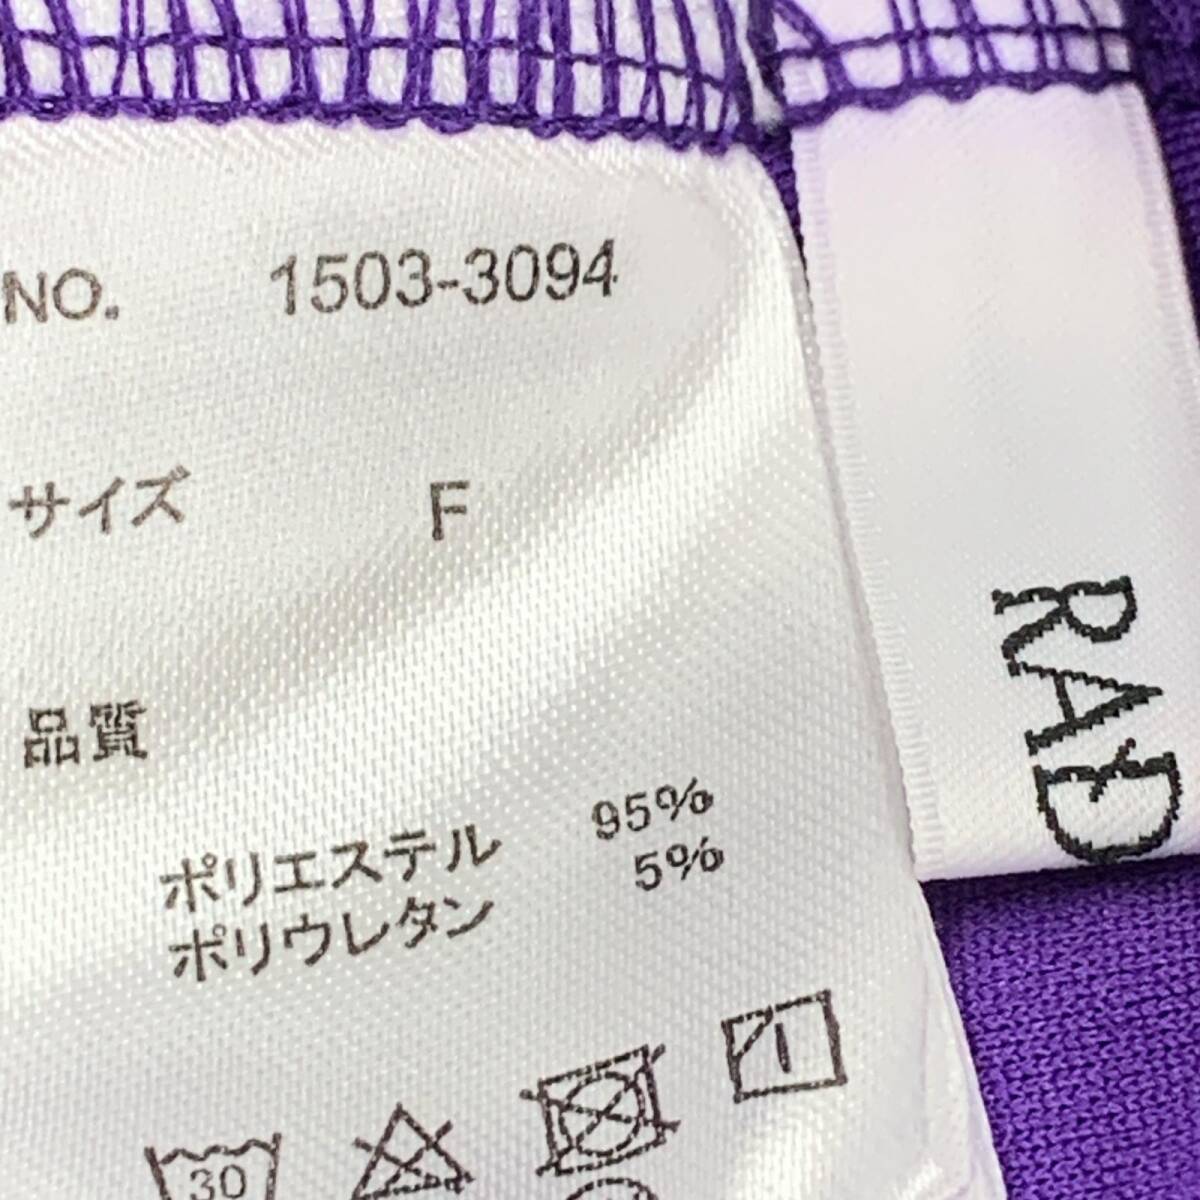 NO. 1503-3094
サイズ F
品質
ポリエステル 95%
ポリウレタン 5%
30
RAD